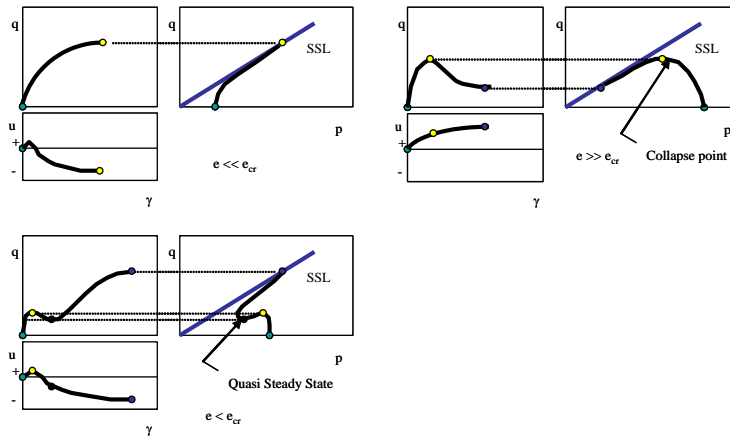 q
q
SSL
p
u
+
-
γ
e << e_cr
q
q
SSL
p
u
+
-
γ
e >> e_cr
Collapse point
q
q
SSL
p
u
+
-
γ
Quasi Steady State
e < e_cr